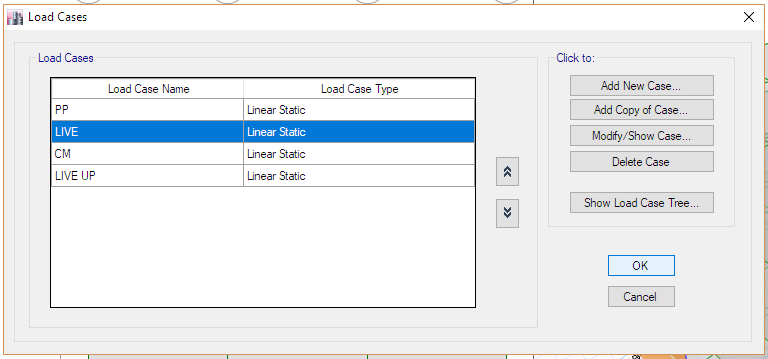 Load Cases
Load Cases
Load Case Name Load Case Type
PP Linear Static
LIVE Linear Static
CM Linear Static
LIVE UP Linear Static
Click to:
Add New Case...
Add Copy of Case...
Modify/Show Case...
Delete Case
Show Load Case Tree...
OK
Cancel